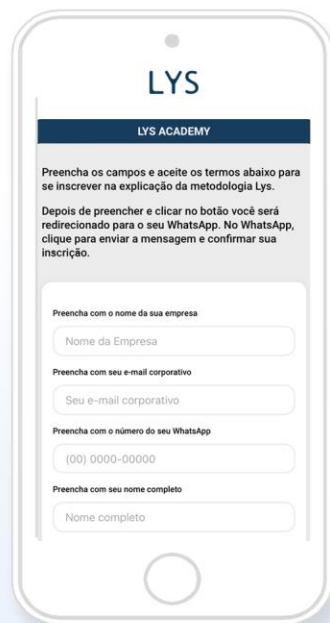 LYS
LYS ACADEMY
Preencha os campos e aceite os termos abaixo para
se inscrever na explicação da metodologia Lys.
Depois de preencher e clicar no botão você será
redirecionado para o seu WhatsApp. No WhatsApp,
clique para enviar a mensagem e confirmar sua
inscrição.
Preencha com o nome da sua empresa
Nome da Empresa
Preencha com seu e-mail corporativo
Seu e-mail corporativo
Preencha com o número do seu WhatsApp
(00) 0000-00000
Preencha com seu nome completo
Nome completo